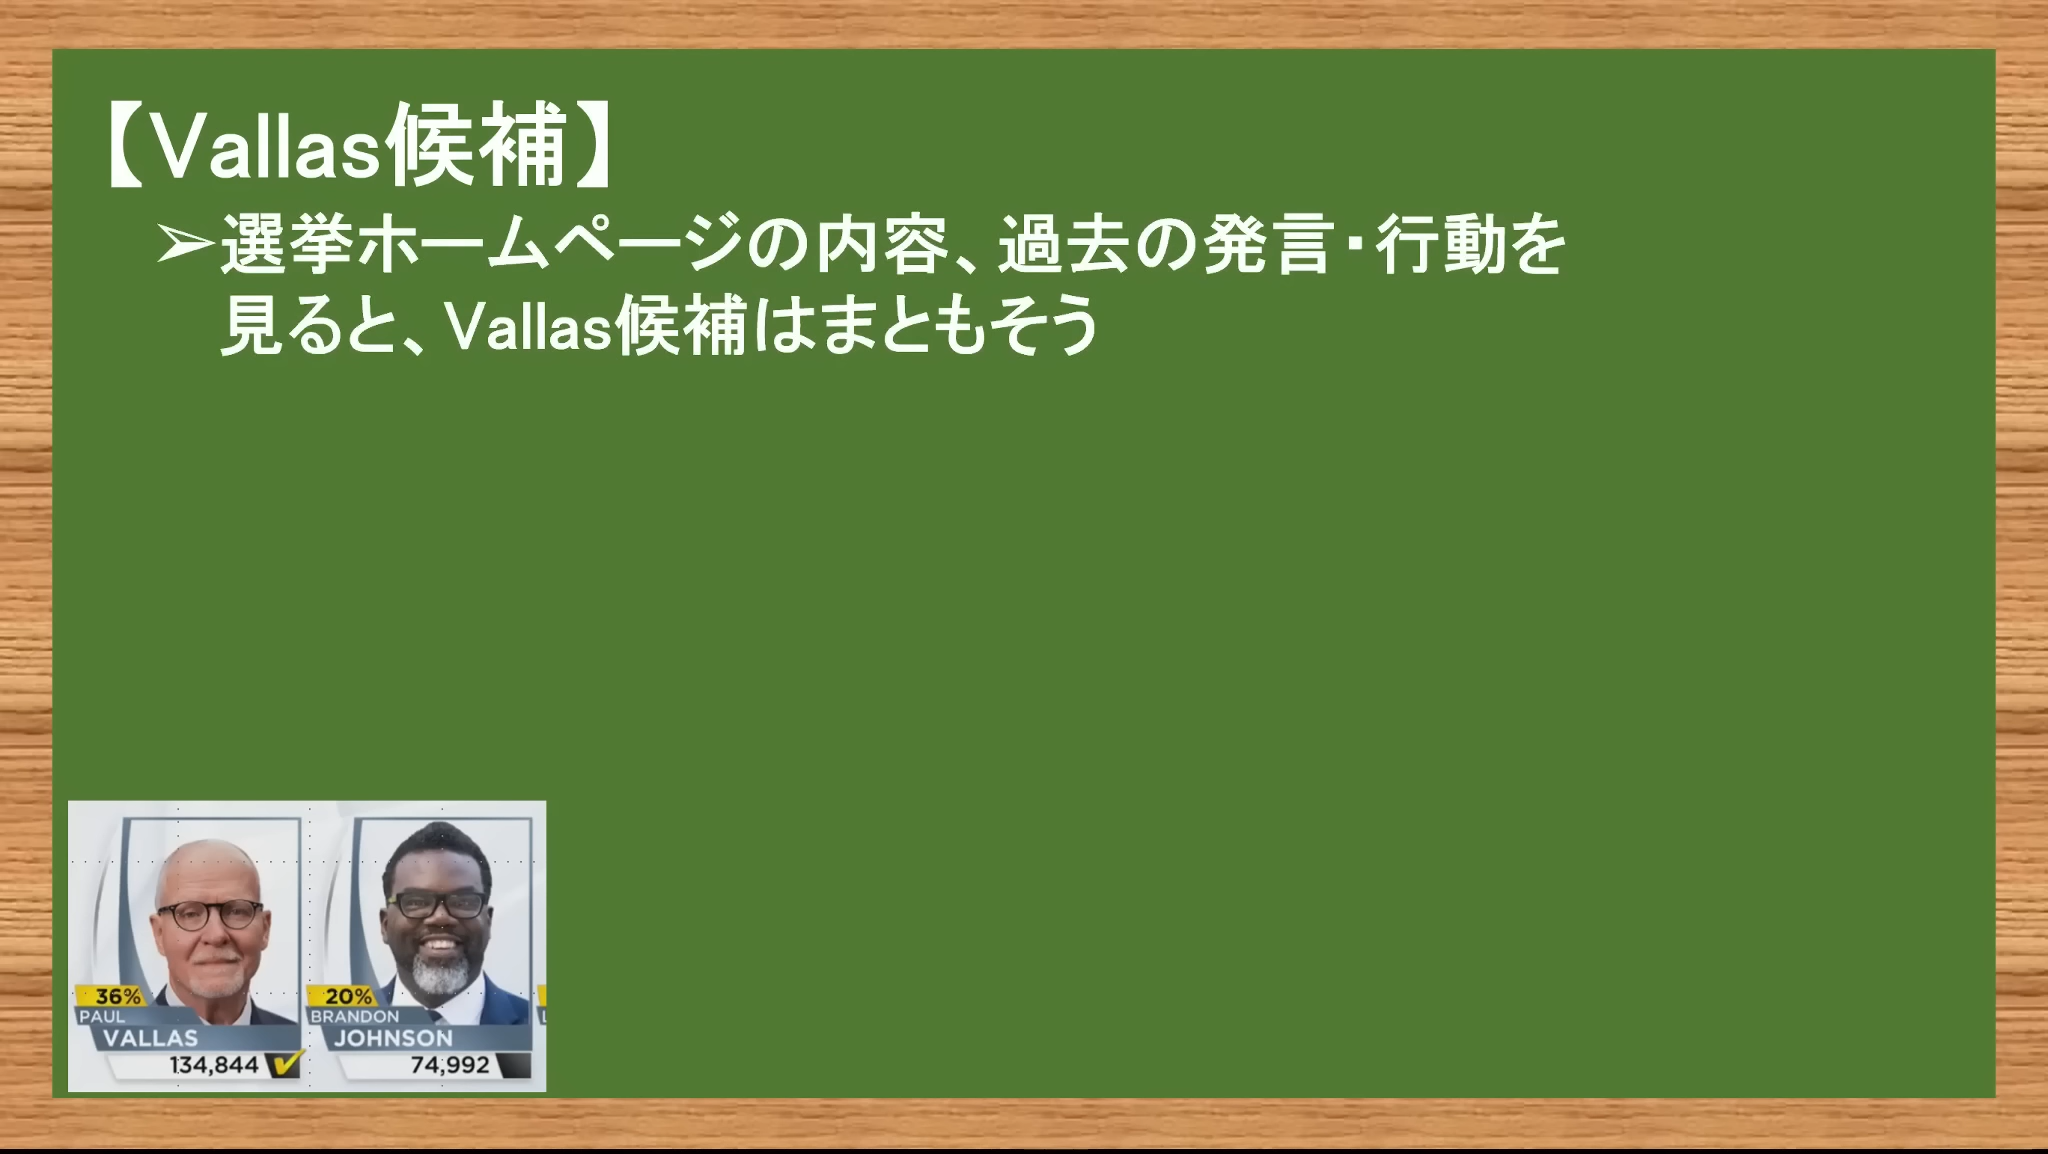 【Vallas候補】
➢選挙ホームページの内容、過去の発言・行動を
見ると、Vallas候補はまともそう
36%
PAUL
VALLAS
134,844
20%
BRANDON
JOHNSON
74,992